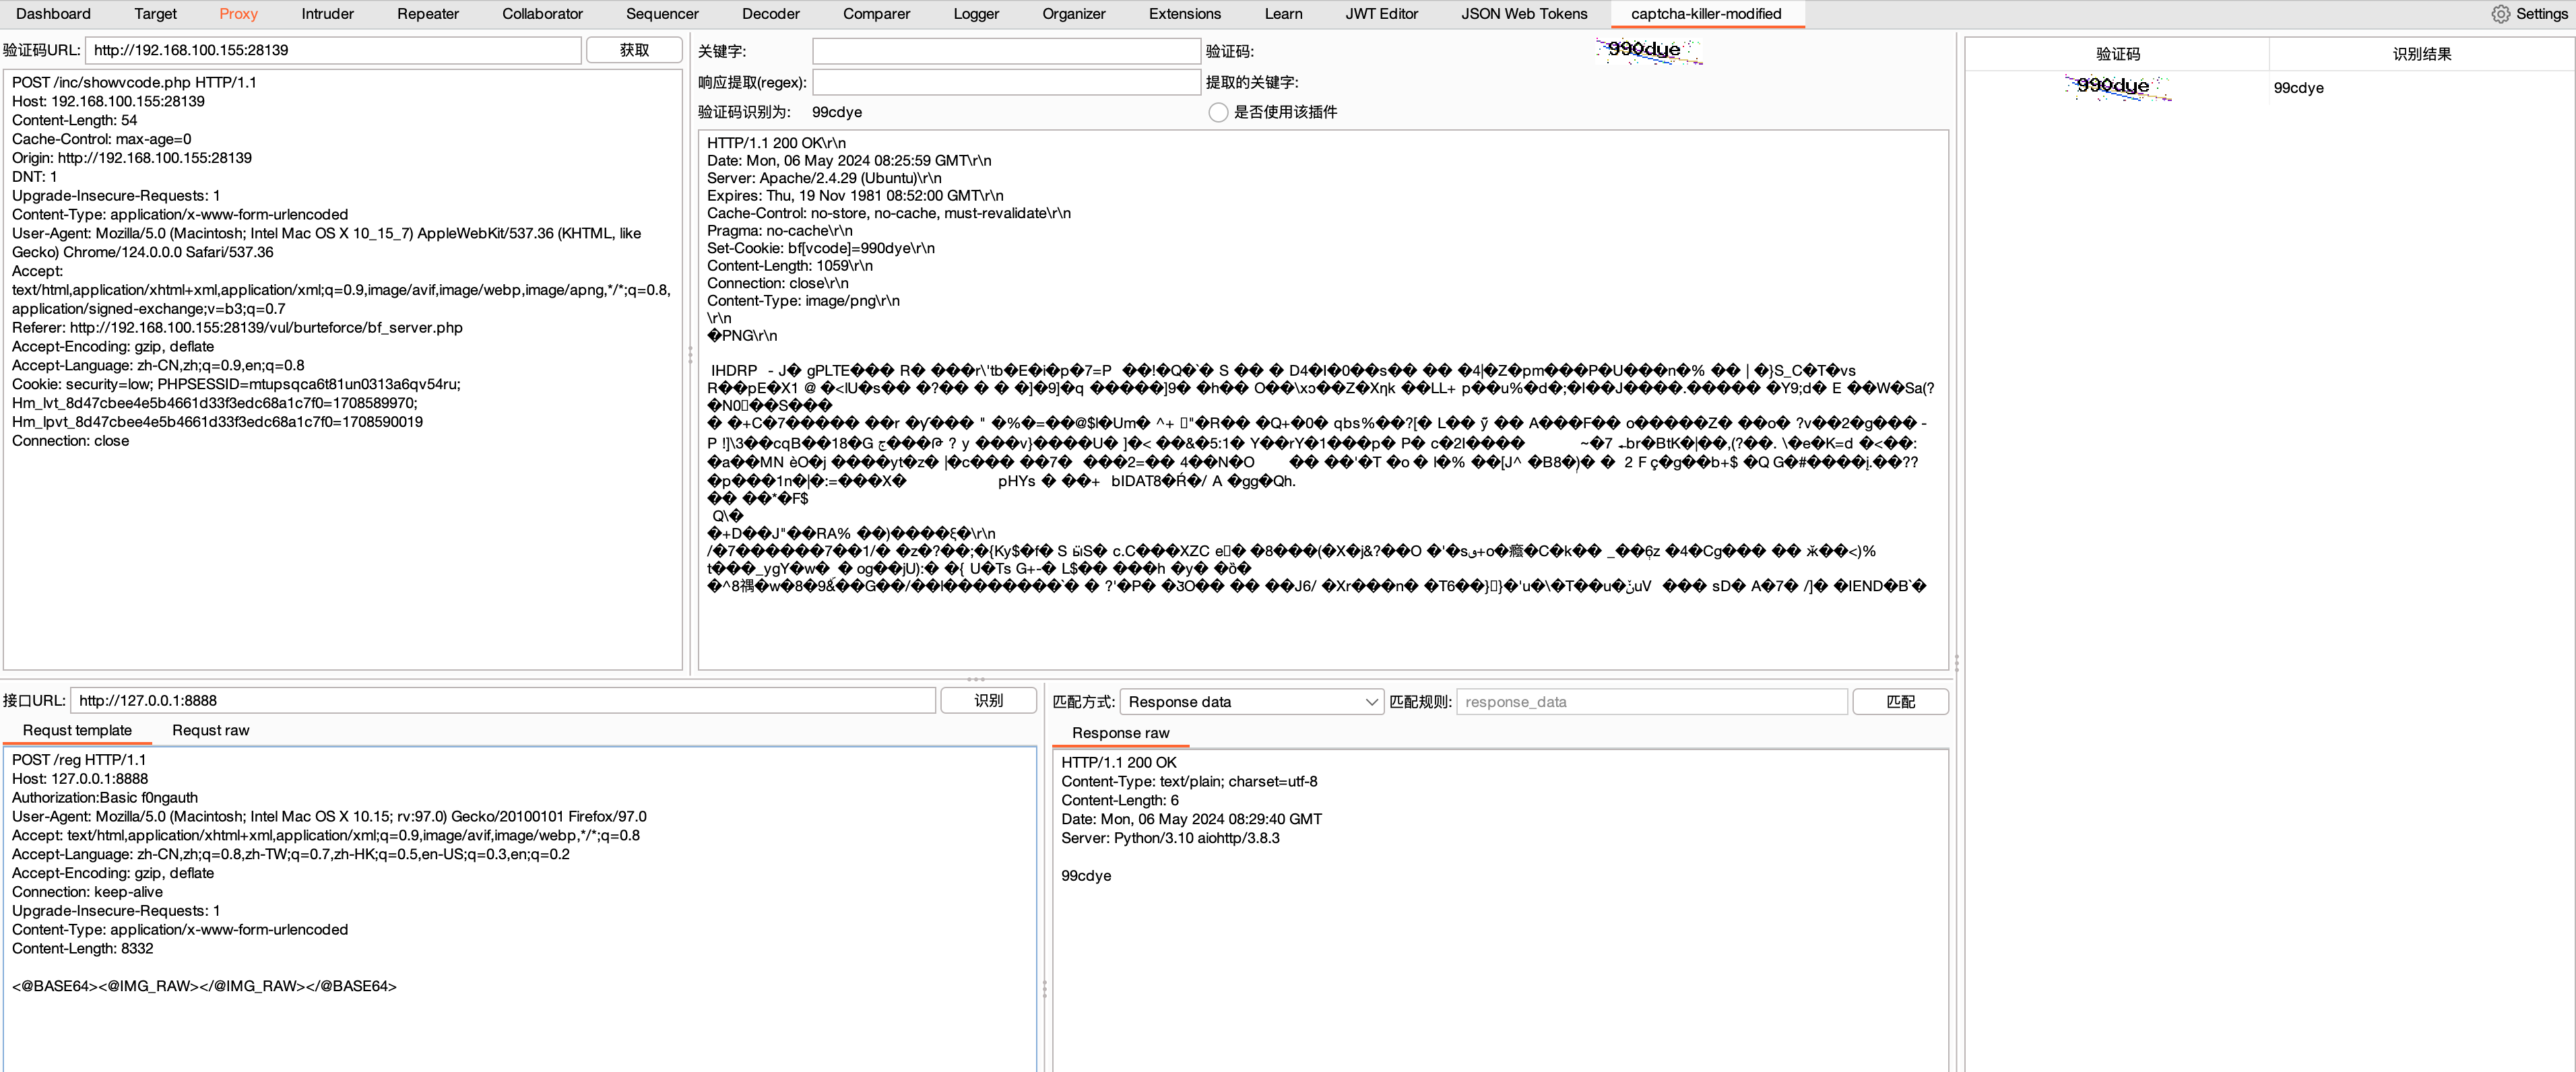 Dashboard Target Proxy Intruder Repeater Collaborator Sequencer Decoder Comparer Logger Organizer Extensions Learn JWT Editor JSON Web Tokens captcha-killer-modified Settings
验证码URL: http://192.168.100.155:28139 获取
POST /inc/showvcode.php HTTP/1.1
Host: 192.168.100.155:28139
Content-Length: 54
Cache-Control: max-age=0
Origin: http://192.168.100.155:28139
DNT: 1
Upgrade-Insecure-Requests: 1
Content-Type: application/x-www-form-urlencoded
User-Agent: Mozilla/5.0 (Macintosh; Intel Mac OS X 10_15_7) AppleWebKit/537.36 (KHTML, like
Gecko) Chrome/124.0.0.0 Safari/537.36
Accept:
text/html,application/xhtml+xml,application/xml;q=0.9,image/avif,image/webp,image/apng,*/*;q=0.8,
application/signed-exchange;v=b3;q=0.7
Referer: http://192.168.100.155:28139/vul/burteforce/bf_server.php
Accept-Encoding: gzip, deflate
Accept-Language: zh-CN,zh;q=0.9,en;q=0.8
Cookie: security=low; PHPSESSID=mtupsqca6t81un0313a6qv54ru;
Hm_lvt_8d47cbee4e5b4661d33f3edc68a1c7f0=1708589970;
Hm_lpvt_8d47cbee4e5b4661d33f3edc68a1c7f0=1708590019
Connection: close
关键字: 验证码: 990dye
响应提取(regex): 提取的关键字:
验证码识别为: 99cdye 是否使用该插件
HTTP/1.1 200 OK\r\n
Date: Mon, 06 May 2024 08:25:59 GMT\r\n
Server: Apache/2.4.29 (Ubuntu)\r\n
Expires: Thu, 19 Nov 1981 08:52:00 GMT\r\n
Cache-Control: no-store, no-cache, must-revalidate\r\n
Pragma: no-cache\r\n
Set-Cookie: bf[vcode]=990dye\r\n
Content-Length: 1059\r\n
Connection: close\r\n
Content-Type: image/png\r\n
\r\n
�PNG\r\n
验证码 识别结果
990dye 99cdye
接口URL: http://127.0.0.1:8888 识别
Requst template Requst raw
POST /reg HTTP/1.1
Host: 127.0.0.1:8888
Authorization:Basic f0ngauth
User-Agent: Mozilla/5.0 (Macintosh; Intel Mac OS X 10.15; rv:97.0) Gecko/20100101 Firefox/97.0
Accept: text/html,application/xhtml+xml,application/xml;q=0.9,image/avif,image/webp,*/*;q=0.8
Accept-Language: zh-CN,zh;q=0.8,zh-TW;q=0.7,zh-HK;q=0.5,en-US;q=0.3,en;q=0.2
Accept-Encoding: gzip, deflate
Connection: keep-alive
Upgrade-Insecure-Requests: 1
Content-Type: application/x-www-form-urlencoded
Content-Length: 8332
<@BASE64><@IMG_RAW></@IMG_RAW></@BASE64>
匹配方式: Response data 匹配规则: response_data 匹配
Response raw
HTTP/1.1 200 OK
Content-Type: text/plain; charset=utf-8
Content-Length: 6
Date: Mon, 06 May 2024 08:29:40 GMT
Server: Python/3.10 aiohttp/3.8.3
99cdye